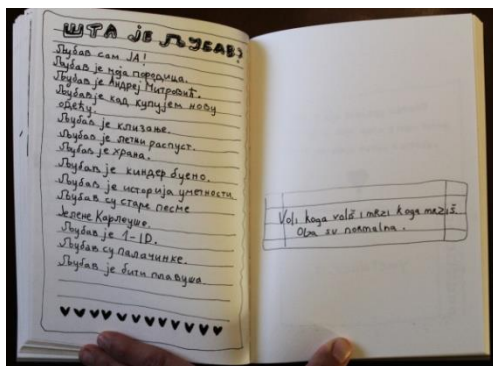 ШТА ЈЕ ЉУБАВ?
Љубав сам ЈА!
Љубав је моја породица.
Љубав је Андреј Митровић.
Љубав је кад купујем нову
одећу.
Љубав је клизање.
Љубав је летњи распуст.
Љубав је храна.
Љубав је киндер буено.
Љубав је историја уметности
Љубав су старе песме
Јелене Карлеуше.
Љубав је 1-1D.
Љубав су палачинке.
Љубав је бити плавуша.
Voli koga voliš i mrzi koga mrziš.
Oba su normalna.